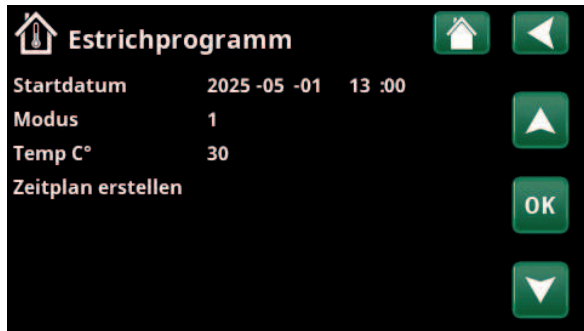 Estrichprogramm
Startdatum 2025 -05 -01 13 :00
Modus 1
Temp C° 30
Zeitplan erstellen
OK